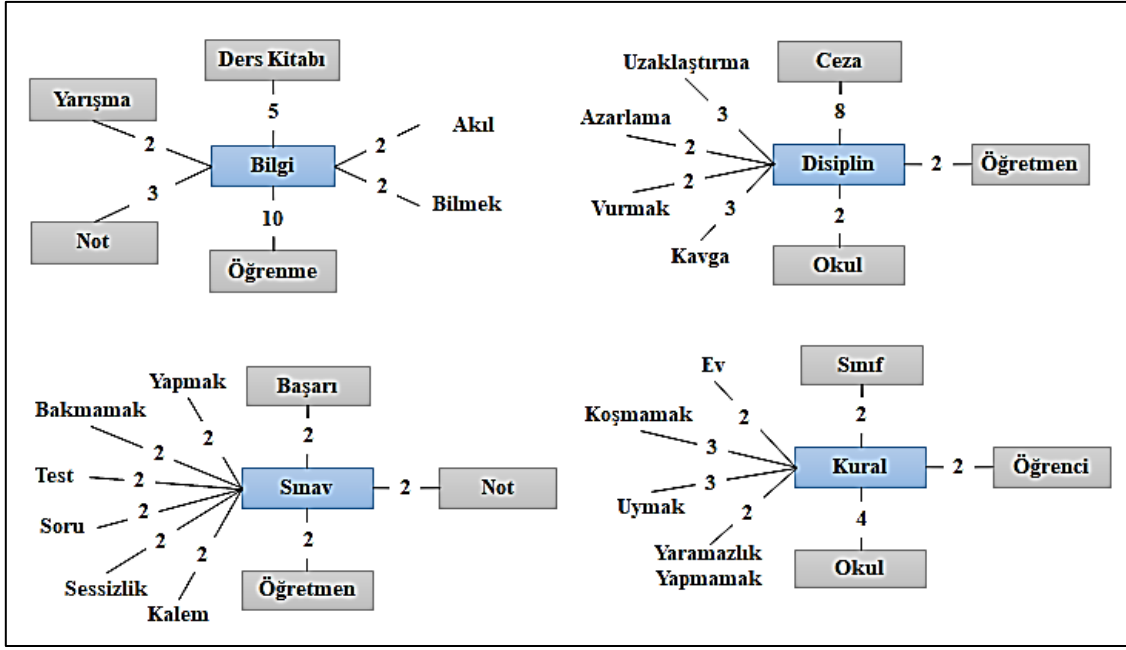 Ders Kitabı
Yarışma
5
2
Akıl
2
Bilgi
3
2
Bilmek
10
Not
Öğrenme
Uzaklaştırma
Ceza
3
8
Azarlama
2
Disiplin
2
Öğretmen
2
Vurmak
3
2
Kavga
Okul
Yapmak
Başarı
Bakmamak
2
2
2
Test
2
Sınav
2
Not
Soru
2
2
2
2
Sessizlik
Öğretmen
Kalem
Ev
Sınıf
2
2
Koşmamak
3
Kural
2
Öğrenci
3
Uymak
2
4
Yaramazlık
Yapmamak
Okul